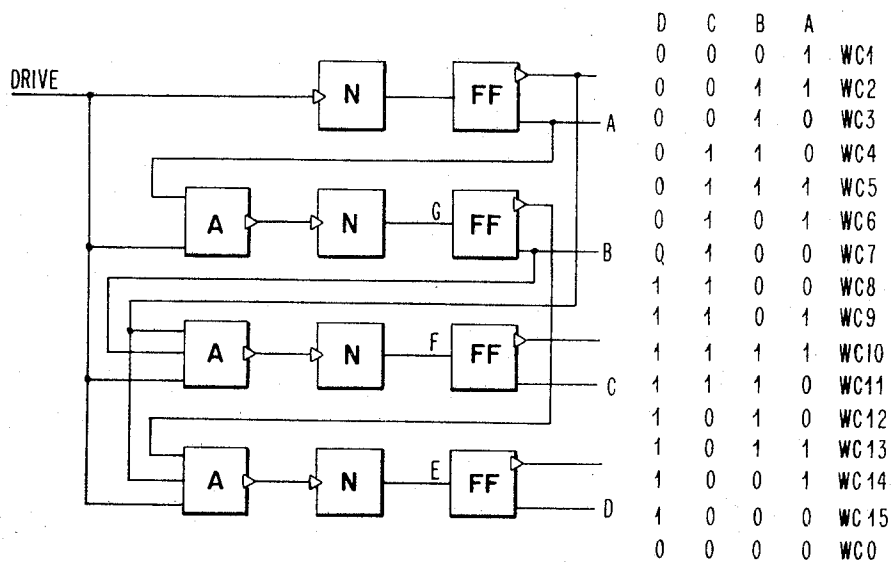 DRIVE
N FF
A
A N G FF
B
A N F FF
C
A N E FF
D
D C B A
0 0 0 1 WC1
0 0 1 1 WC2
0 0 1 0 WC3
0 1 1 0 WC4
0 1 1 1 WC5
0 1 0 1 WC6
Q 1 0 0 WC7
1 1 0 0 WC8
1 1 0 1 WC9
1 1 1 1 WC10
1 1 1 0 WC11
1 0 1 0 WC12
1 0 1 1 WC13
1 0 0 1 WC14
1 0 0 0 WC15
0 0 0 0 WC0